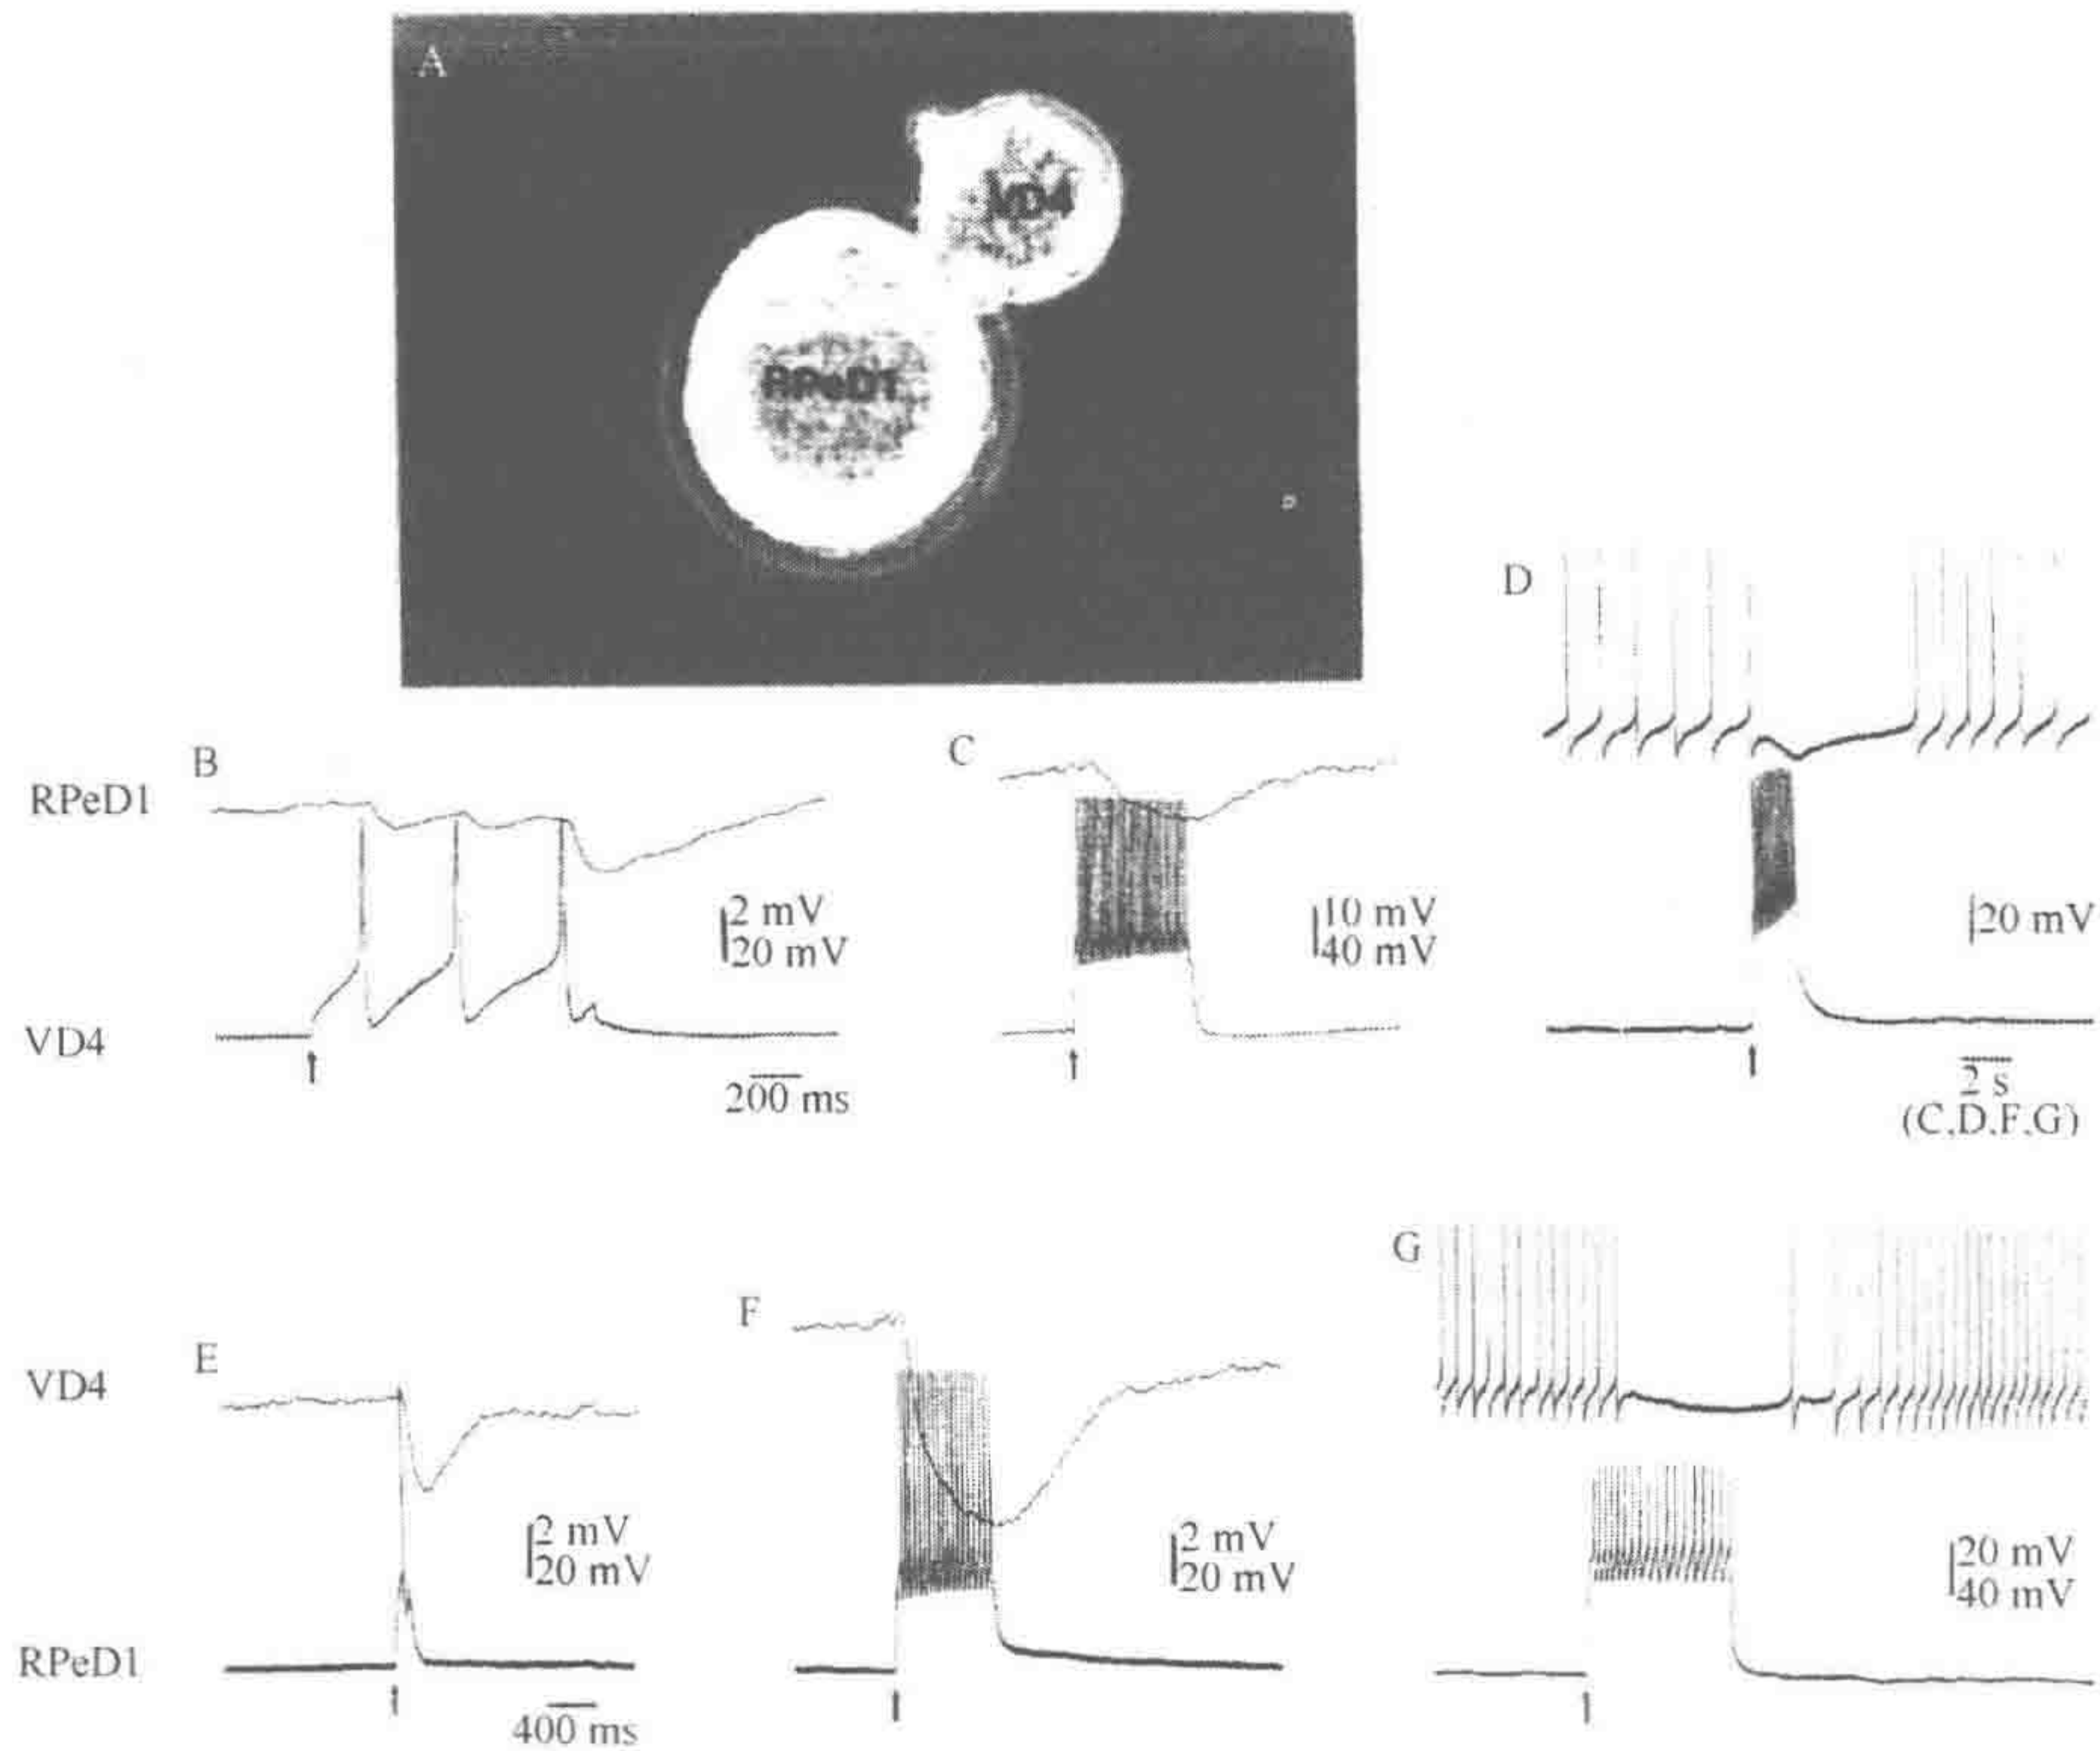 A
VD4
RPeD1
D
B
C
RPeD1
2 mV
20 mV
10 mV
40 mV
20 mV
VD4
200 ms
2 s
(C,D,F,G)
G
F
E
VD4
2 mV
20 mV
2 mV
20 mV
20 mV
40 mV
RPeD1
400 ms